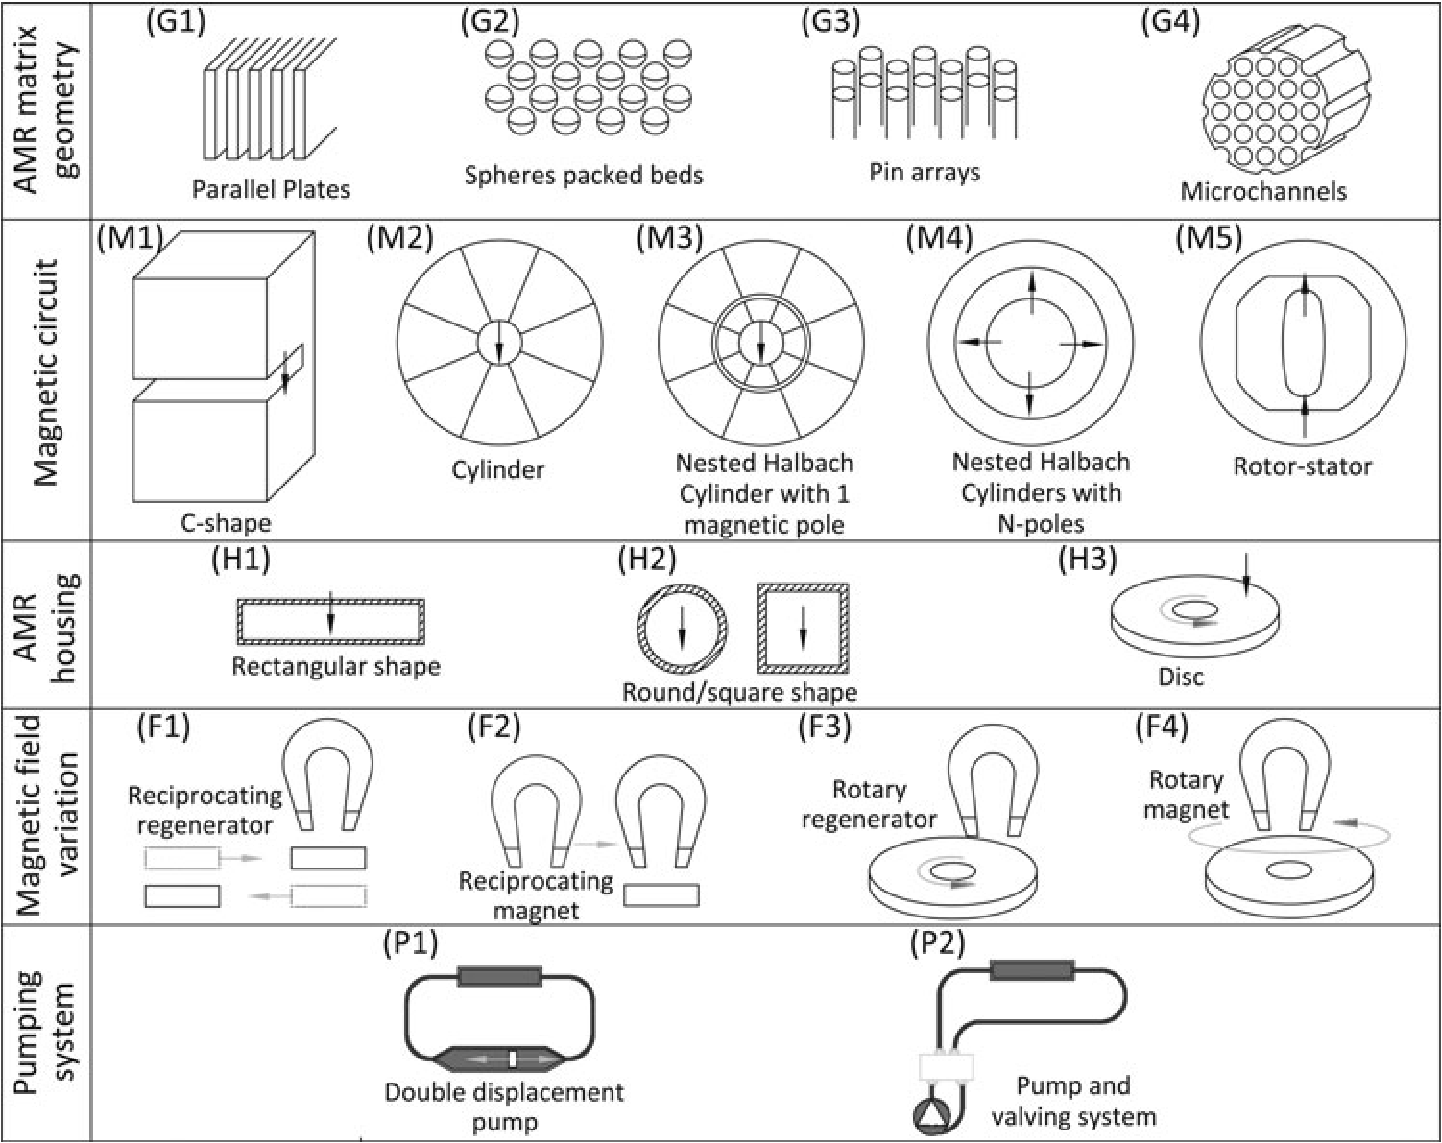 AMR matrix
geometry
(G1)
Parallel Plates
(G2)
Spheres packed beds
(G3)
Pin arrays
(G4)
Microchannels
Magnetic circuit
(M1)
C-shape
(M2)
Cylinder
(M3)
Nested Halbach
Cylinder with 1
magnetic pole
(M4)
Nested Halbach
Cylinders with
N-poles
(M5)
Rotor-stator
AMR
housing
(H1)
Rectangular shape
(H2)
Round/square shape
(H3)
Disc
Magnetic field
variation
(F1)
Reciprocating
regenerator
(F2)
Reciprocating
magnet
(F3)
Rotary
regenerator
(F4)
Rotary
magnet
Pumping
system
(P1)
Double displacement
pump
(P2)
Pump and
valving system